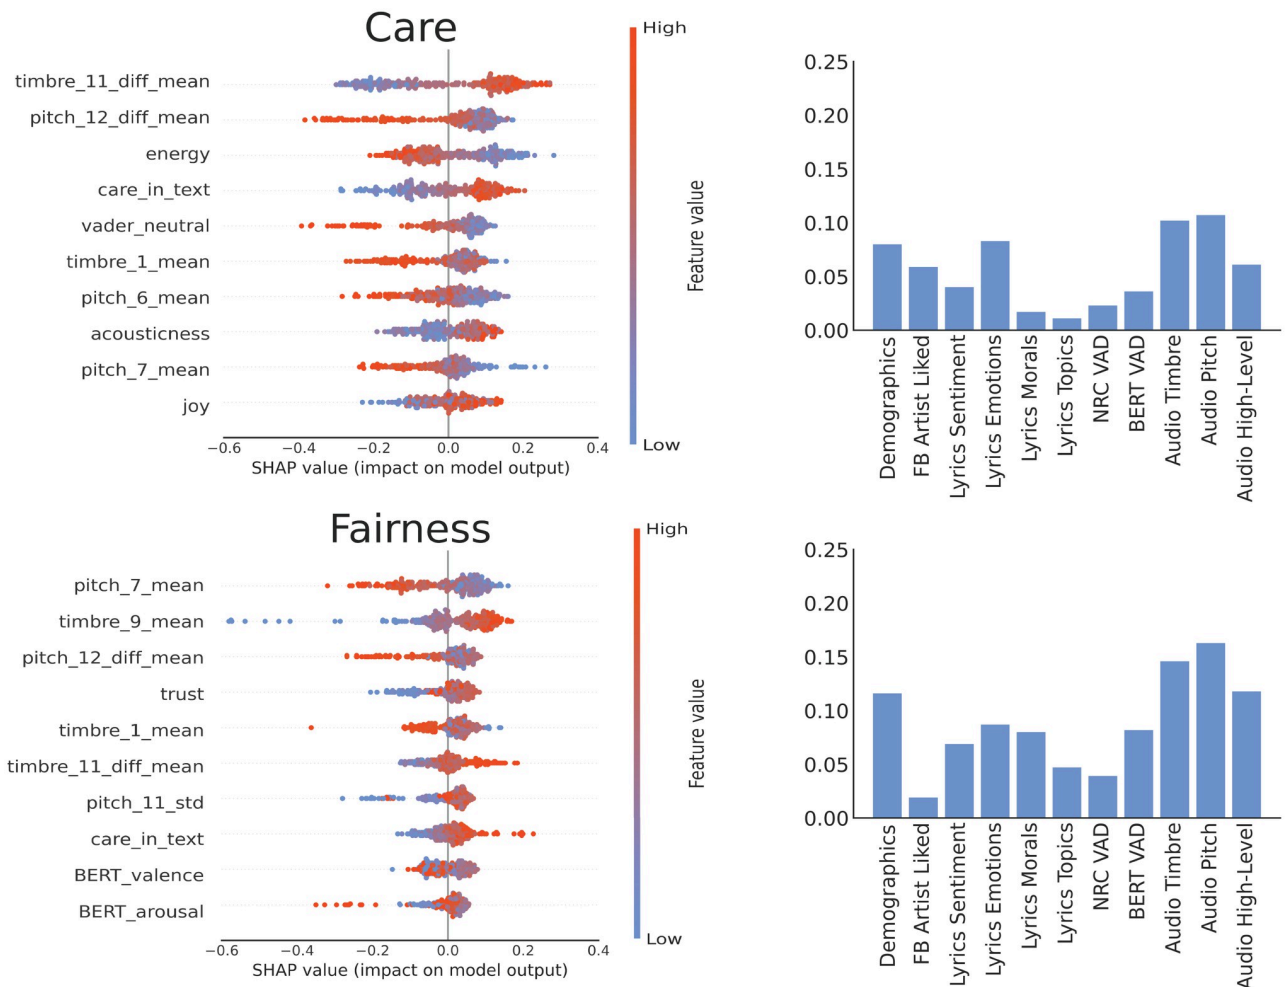 Care
High
timbre_11_diff_mean
pitch_12_diff_mean
energy
care_in_text
vader_neutral
timbre_1_mean
pitch_6_mean
acousticness
pitch_7_mean
joy
−0.6 −0.4 −0.2 0.0 0.2 0.4
SHAP value (impact on model output)
Feature value
Low
0.25
0.20
0.15
0.10
0.05
0.00
Demographics
FB Artist Liked
Lyrics Sentiment
Lyrics Emotions
Lyrics Morals
Lyrics Topics
NRC VAD
BERT VAD
Audio Timbre
Audio Pitch
Audio High-Level
Fairness
High
pitch_7_mean
timbre_9_mean
pitch_12_diff_mean
trust
timbre_1_mean
timbre_11_diff_mean
pitch_11_std
care_in_text
BERT_valence
BERT_arousal
−0.6 −0.4 −0.2 0.0 0.2 0.4
SHAP value (impact on model output)
Feature value
Low
0.25
0.20
0.15
0.10
0.05
0.00
Demographics
FB Artist Liked
Lyrics Sentiment
Lyrics Emotions
Lyrics Morals
Lyrics Topics
NRC VAD
BERT VAD
Audio Timbre
Audio Pitch
Audio High-Level